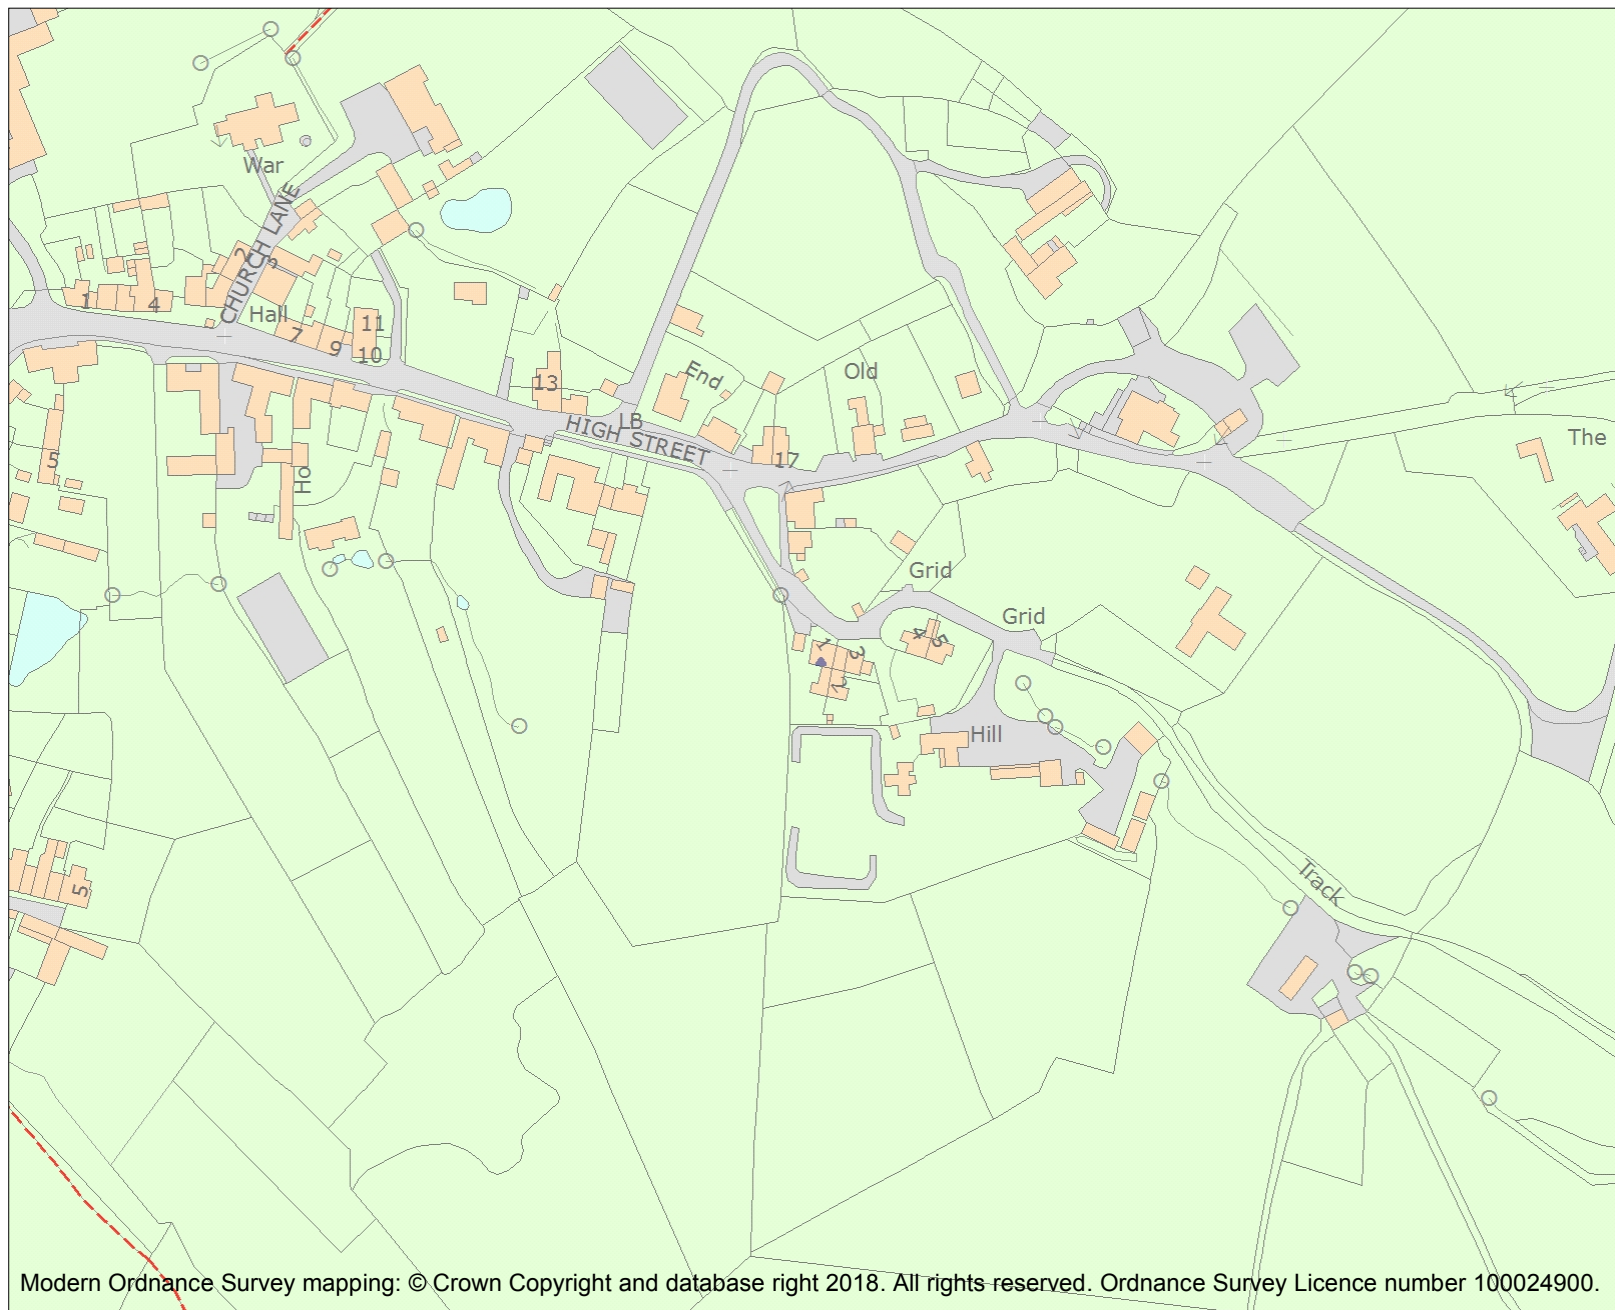 War
CHURCH LANE
2
3
1
4
Hall
7
9
11
10
13
End
Old
LB
HIGH STREET
17
The
5
Ho
Grid
Grid
1
3
2
4
5
Hill
Track
5
Modern Ordnance Survey mapping: © Crown Copyright and database right 2018. All rights reserved. Ordnance Survey Licence number 100024900.